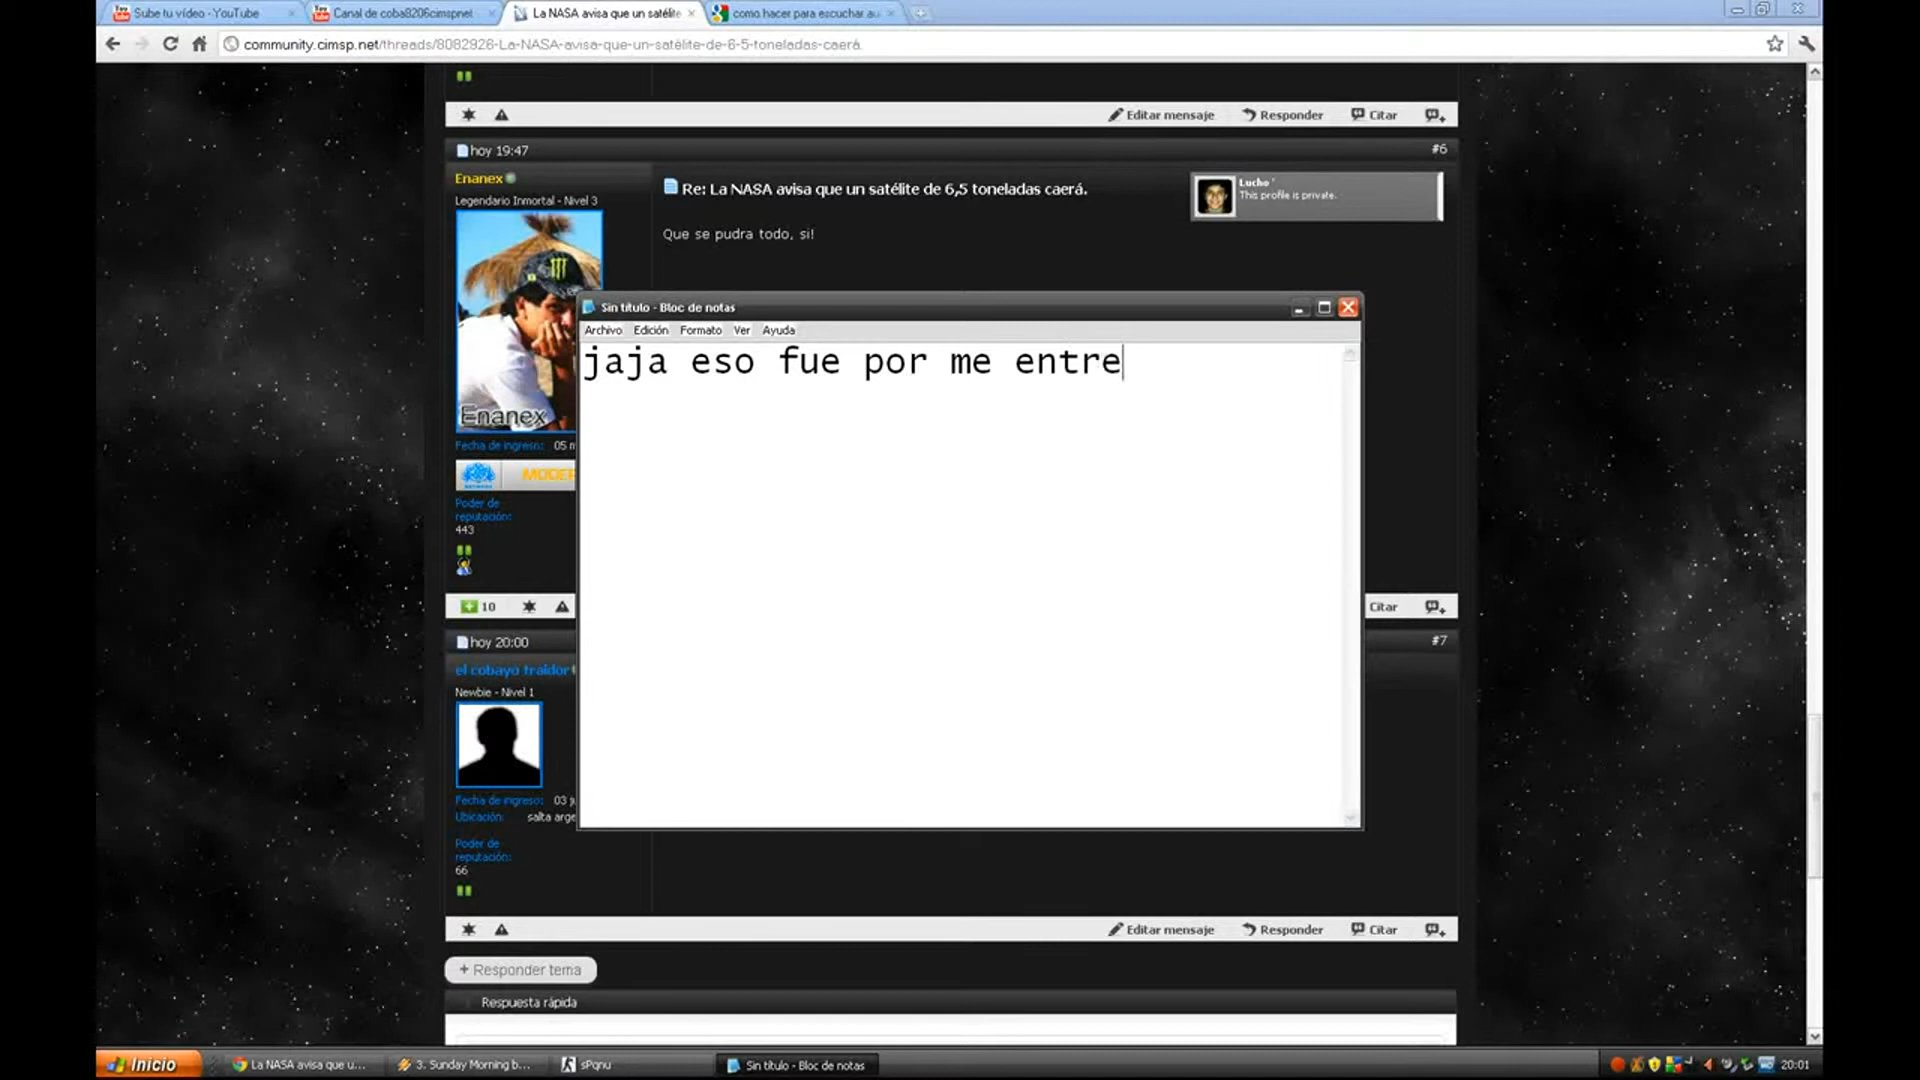 Sube tu vídeo - YouTube
Canal de coba8206cimspnet
La NASA avisa que un satélite
como hacer para escuchar au
community.cimsp.net/threads/8082926-La-NASA-avisa-que-un-satélite-de-6-5-toneladas-caerá.
Editar mensaje Responder Citar
hoy 19:47 #6
Enanex
Legendario Inmortal - Nivel 3
Re: La NASA avisa que un satélite de 6,5 toneladas caerá.
Lucho '
This profile is private.
Que se pudra todo, si!
Sin título - Bloc de notas
Archivo Edición Formato Ver Ayuda
jaja eso fue por me entre
Enanex
Fecha de ingreso: 05
MODER
Poder de
reputación:
443
10
Citar
hoy 20:00 #7
el cobayo traidor
Newbie - Nivel 1
Fecha de ingreso: 03
Ubicación: salta arge
Poder de
reputación:
66
Editar mensaje Responder Citar
+ Responder tema
Respuesta rápida
Inicio
La NASA avisa que u...
3. Sunday Morning b...
sPqnu
Sin título - Bloc de notas
20:01